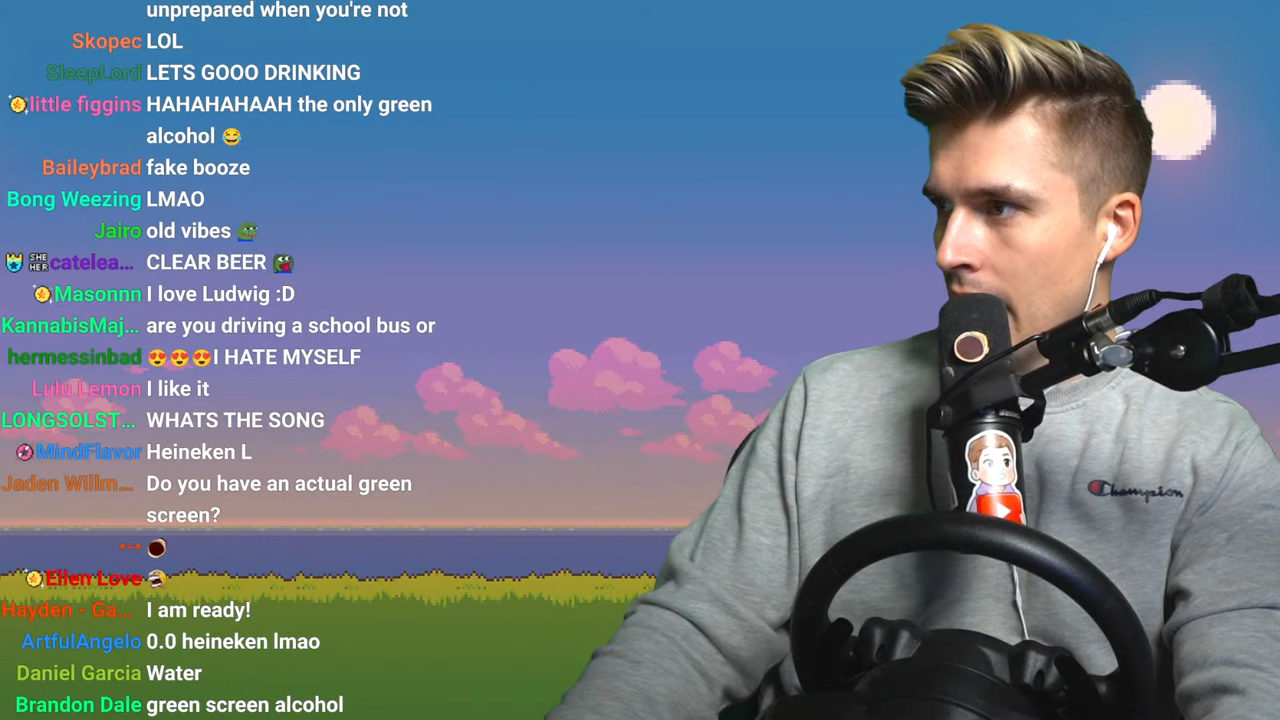 unprepared when you're not
Skopec LOL
SleepLord LETS GOOO DRINKING
little figgins HAHAHAHAAH the only green
alcohol 😂
Baileybrad fake booze
Bong Weezing LMAO
Jairo old vibes
SHE HER catelea... CLEAR BEER
Masonnn I love Ludwig :D
KannabisMaj... are you driving a school bus or
hermessinbad 😍😍😍I HATE MYSELF
Lulu Lemon I like it
LONGSOLST... WHATS THE SONG
MindFlavor Heineken L
Jaden Willm... Do you have an actual green
screen?
•-•
Ellen Love
Hayden - Ga... I am ready!
ArtfulAngelo 0.0 heineken lmao
Daniel Garcia Water
Brandon Dale green screen alcohol
Champion